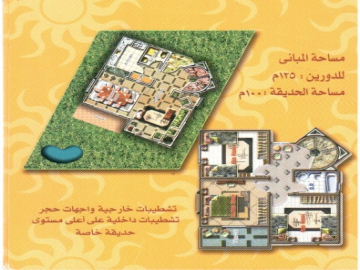 مساحة المبانى
للدورين : ١٣٥م
مساحة الحديقة : ١٠٠م
تشطيبات خارجية واجهات حجر
تشطيبات داخلية على أعلى مستوى
حديقة خاصة